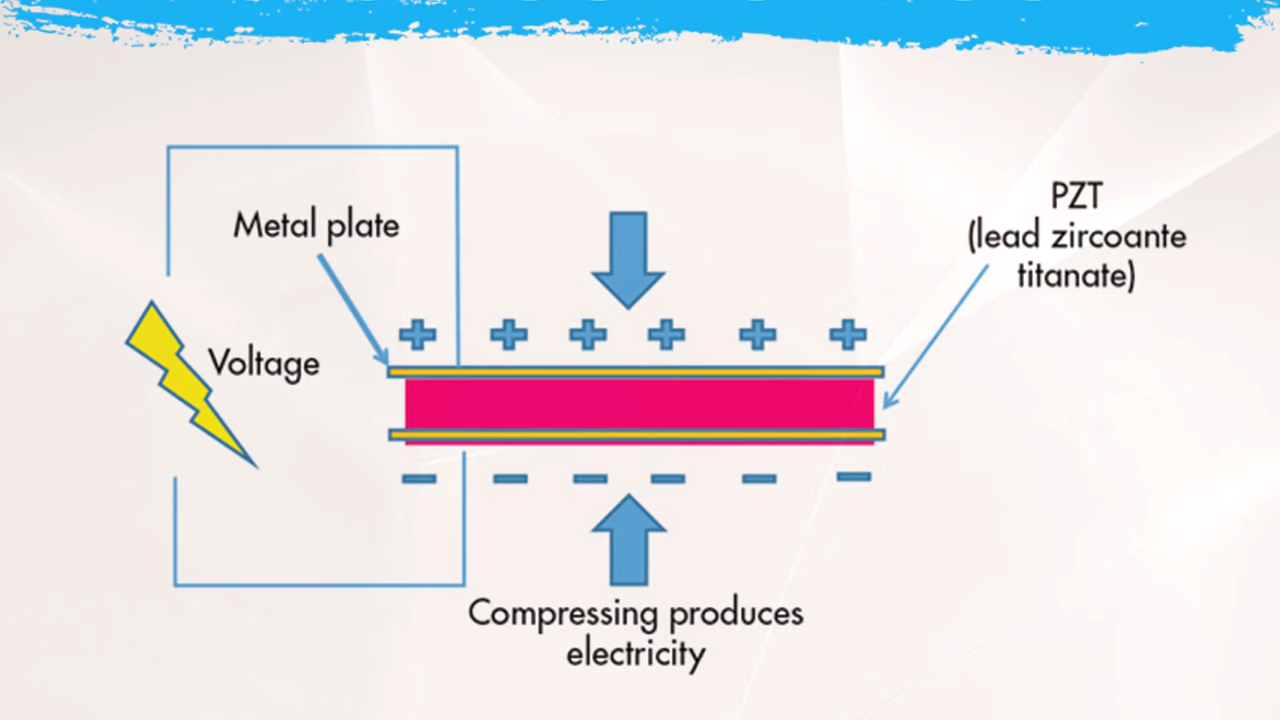 Metal plate
Voltage
PZT
(lead zircoante
titanate)
Compressing produces
electricity